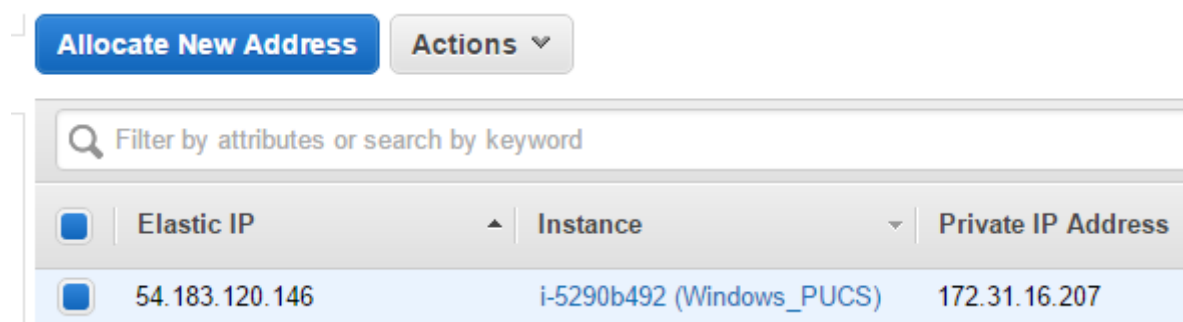 Allocate New Address Actions
Filter by attributes or search by keyword
Elastic IP Instance Private IP Address
54.183.120.146 i-5290b492 (Windows_PUCS) 172.31.16.207